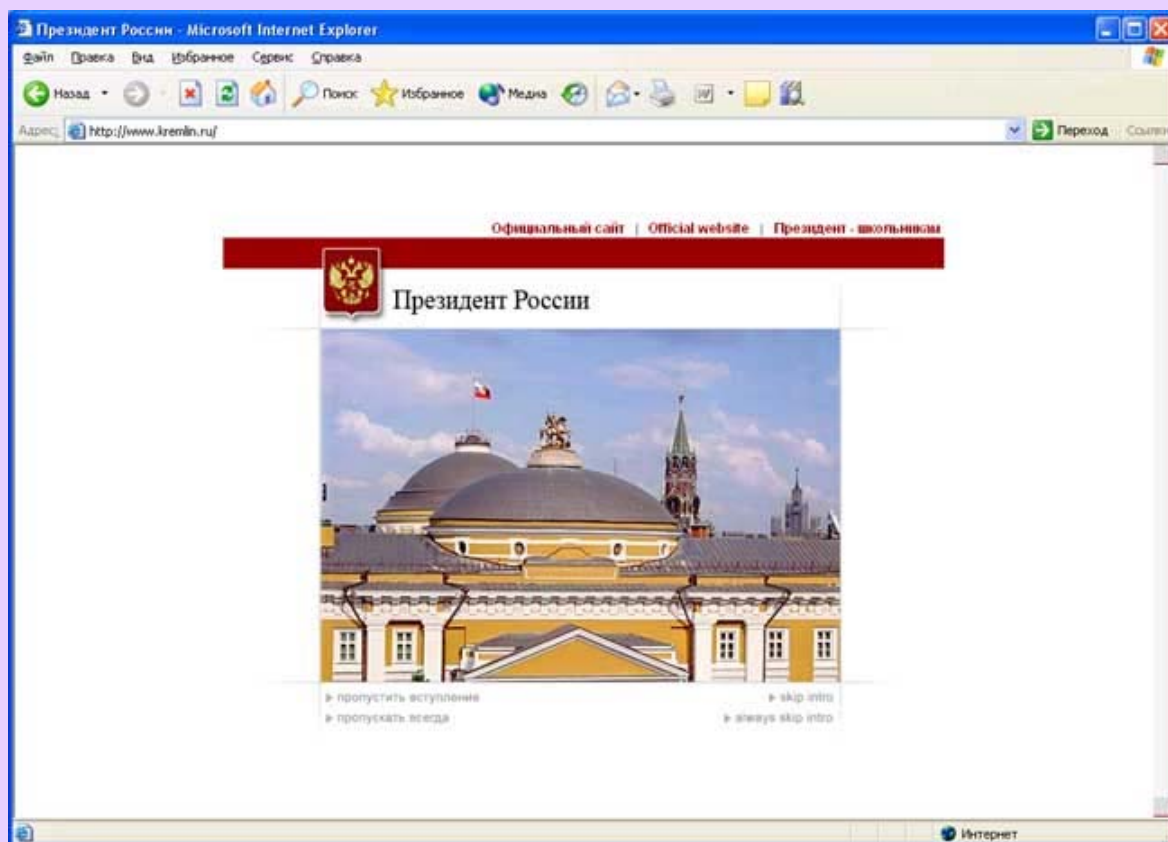 Президент России - Microsoft Internet Explorer
Файл Правка Вид Избранное Сервис Справка
Назад Поиск Избранное Медиа
Адрес: http://www.kremlin.ru/ Переход Ссылки
Официальный сайт | Official website | Президент - школьникам
Президент России
пропустить вступление skip intro
пропускать всегда always skip intro
Интернет